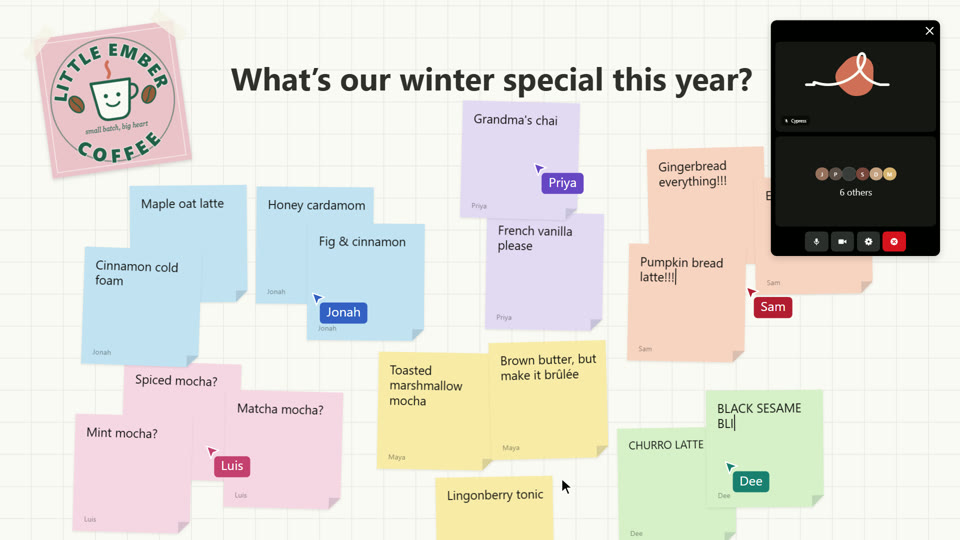 LITTLE EMBER
small batch, big heart
COFFEE
What's our winter special this year?
Cypress
J P S D M
6 others
Grandma's chai
Priya
Priya
French vanilla
please
Priya
Gingerbread
everything!!!
Pumpkin bread
latte!!!
Sam
Sam
Sam
Maple oat latte
Cinnamon cold
foam
Jonah
Honey cardamom
Jonah
Fig & cinnamon
Jonah
Jonah
Spiced mocha?
Mint mocha?
Luis
Matcha mocha?
Luis
Luis
Toasted
marshmallow
mocha
Maya
Brown butter, but
make it brûlée
Maya
Lingonberry tonic
CHURRO LATTE
Dee
BLACK SESAME
BLI
Dee
Dee